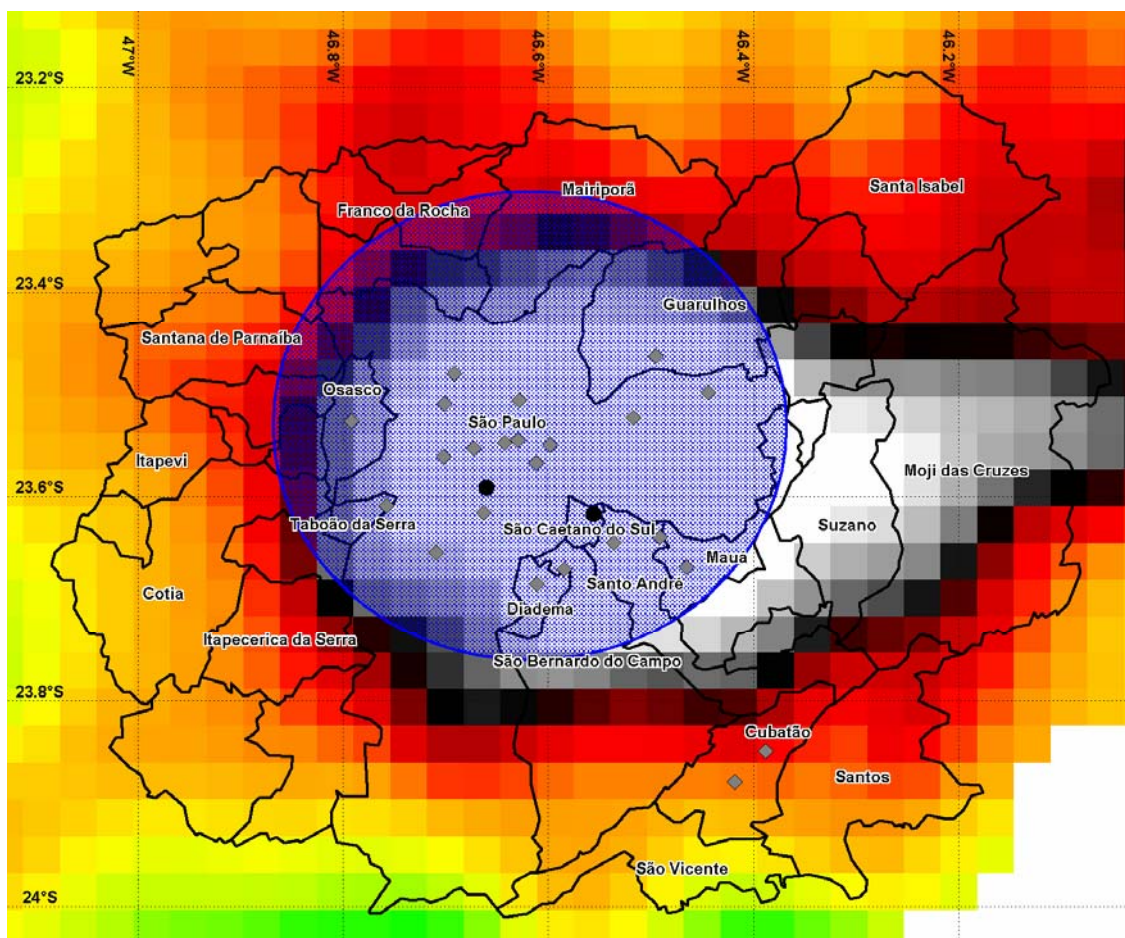 47°W
46.8°W
46.6°W
46.4°W
46.2°W
23.2°S
Mairiporã
Santa Isabel
Franco da Rocha
23.4°S
Guarulhos
Santana de Parnaíba
Osasco
São Paulo
Itapevi
Moji das Cruzes
23.6°S
Taboão da Serra
São Caetano do Sul
Suzano
Maua
Santo André
Cotia
Diadema
Itapecerica da Serra
São Bernardo do Campo
23.8°S
Cubatão
Santos
São Vicente
24°S